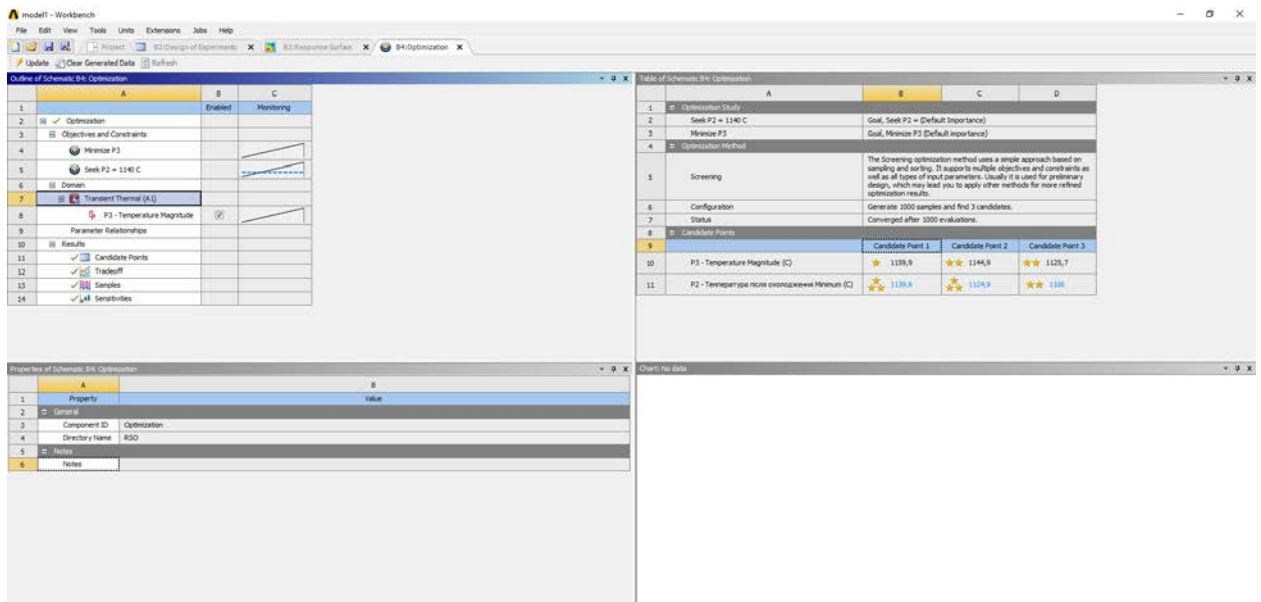 model1 - Workbench
File Edit View Tools Units Extensions Jobs Help
Project B2:Design of Experiments B3:Response Surface B4:Optimization
Update Clear Generated Data Refresh
Outline of Schematic B4: Optimization
A B C
1 Enabled Monitoring
2 Optimization
3 Objectives and Constraints
4 Minimize P3
5 Seek P2 = 1140 C
6 Domain
7 Transient Thermal (A1)
8 P3 - Temperature Magnitude
9 Parameter Relationships
10 Results
11 Candidate Points
12 Tradeoff
13 Samples
14 Sensitivities
Table of Schematic B4: Optimization
A B C D
1 Optimization Study
2 Seek P2 = 1140 C Goal, Seek P2 = (Default Importance)
3 Minimize P3 Goal, Minimize P3 (Default importance)
4 Optimization Method
5 Screening The Screening optimization method uses a simple approach based on
sampling and sorting. It supports multiple objectives and constraints as
well as all types of input parameters. Usually it is used for preliminary
design, which may lead you to apply other methods for more refined
optimization results.
6 Configuration Generate 1000 samples and find 3 candidates.
7 Status Converged after 1000 evaluations.
8 Candidate Points
9 Candidate Point 1 Candidate Point 2 Candidate Point 3
10 P3 - Temperature Magnitude (C) 1159,9 1144,9 1125,7
11 P2 - Температура після охолодження Minimum (C) 1124,9 1106
Properties of Schematic B4: Optimization
A B
1 Property Value
2 General
3 Component ID Optimization
4 Directory Name RSO
5 Notes
6 Notes
Chart: No data